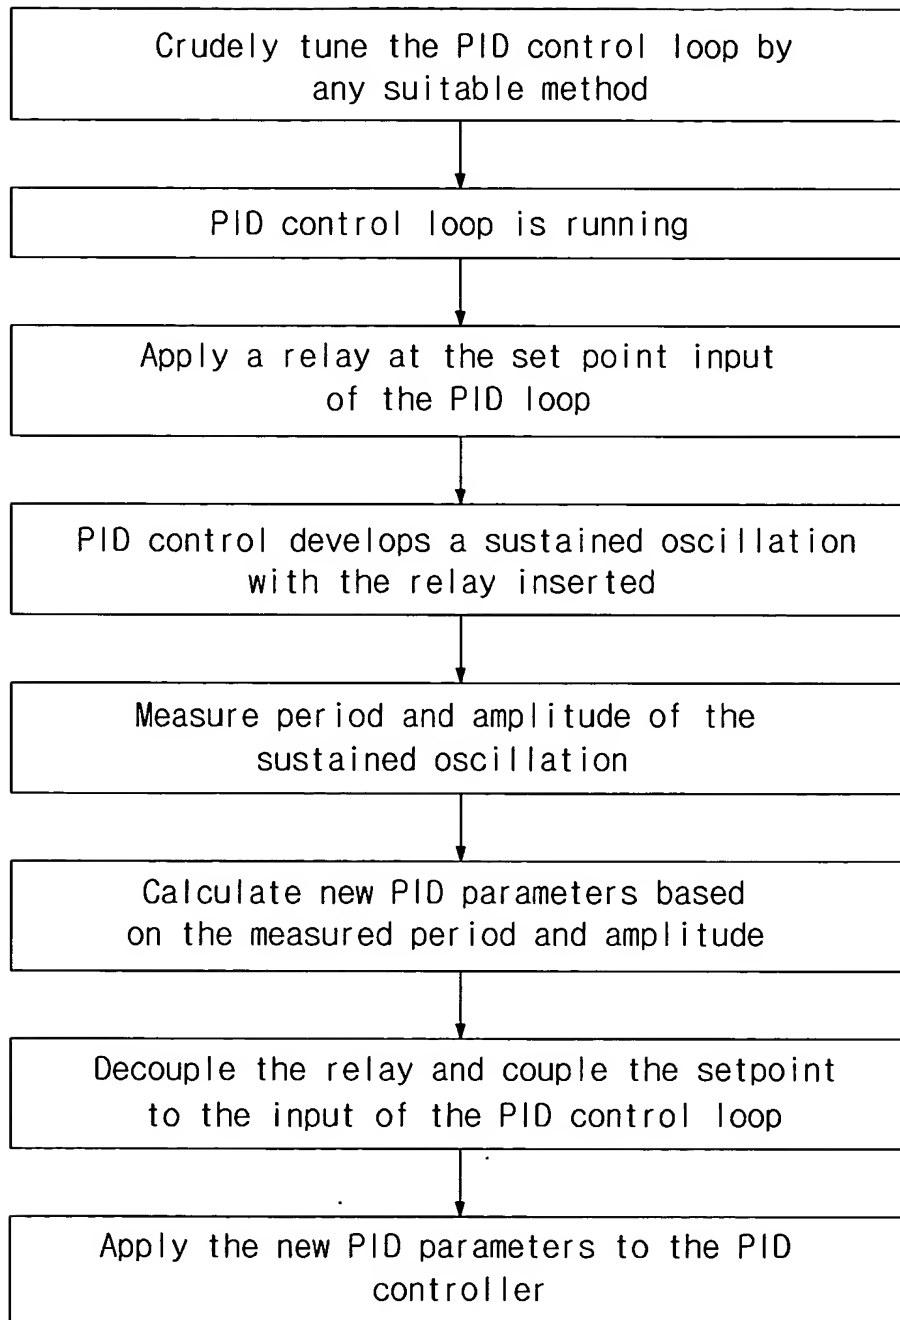 Crudely tune the PID control loop by
any suitable method
PID control loop is running
Apply a relay at the set point input
of the PID loop
PID control develops a sustained oscillation
with the relay inserted
Measure period and amplitude of the
sustained oscillation
Calculate new PID parameters based
on the measured period and amplitude
Decouple the relay and couple the setpoint
to the input of the PID control loop
Apply the new PID parameters to the PID
controller